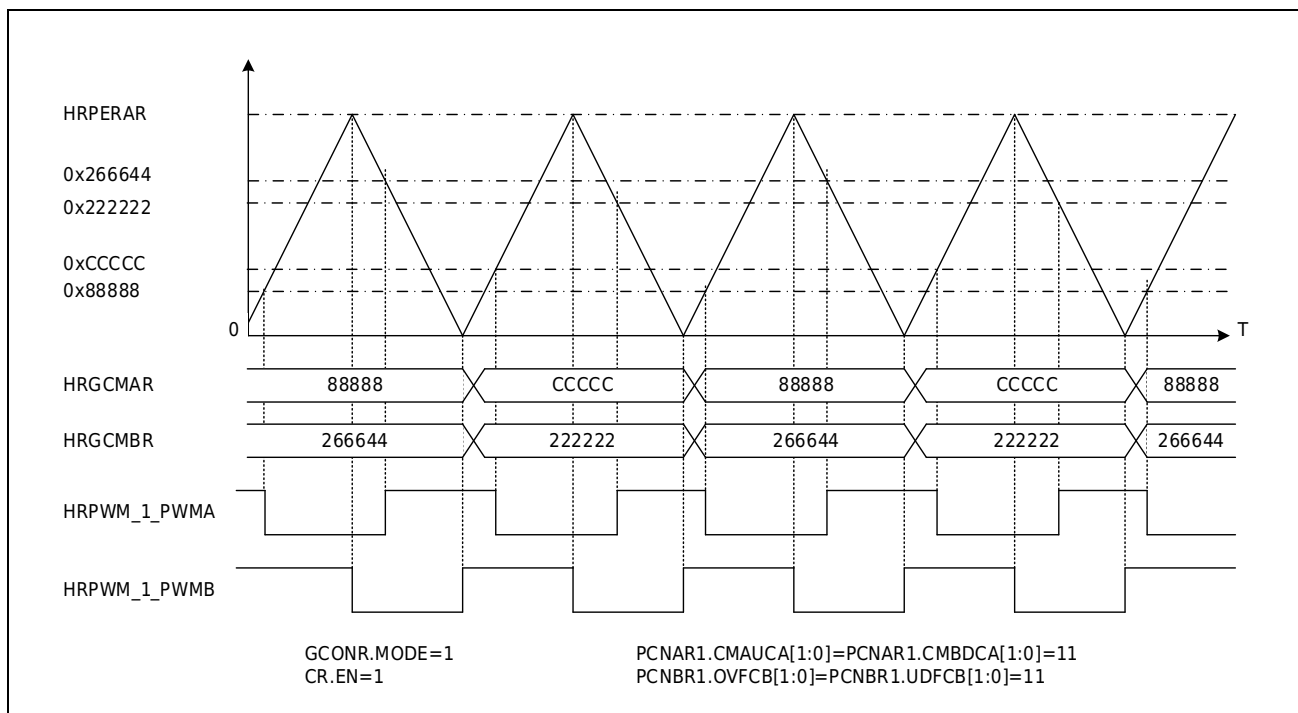 HRPERAR
0x266644
0x222222
0xCCCCC
0x88888
0 T
HRGCMAR 88888 CCCCC 88888 CCCCC 88888
HRGCMBR 266644 222222 266644 222222 266644
HRPWM_1_PWMA
HRPWM_1_PWMB
GCONR.MODE=1 PCNAR1.CMAUCA[1:0]=PCNAR1.CMBDCA[1:0]=11
CR.EN=1 PCNBR1.OVFCB[1:0]=PCNBR1.UDFCB[1:0]=11